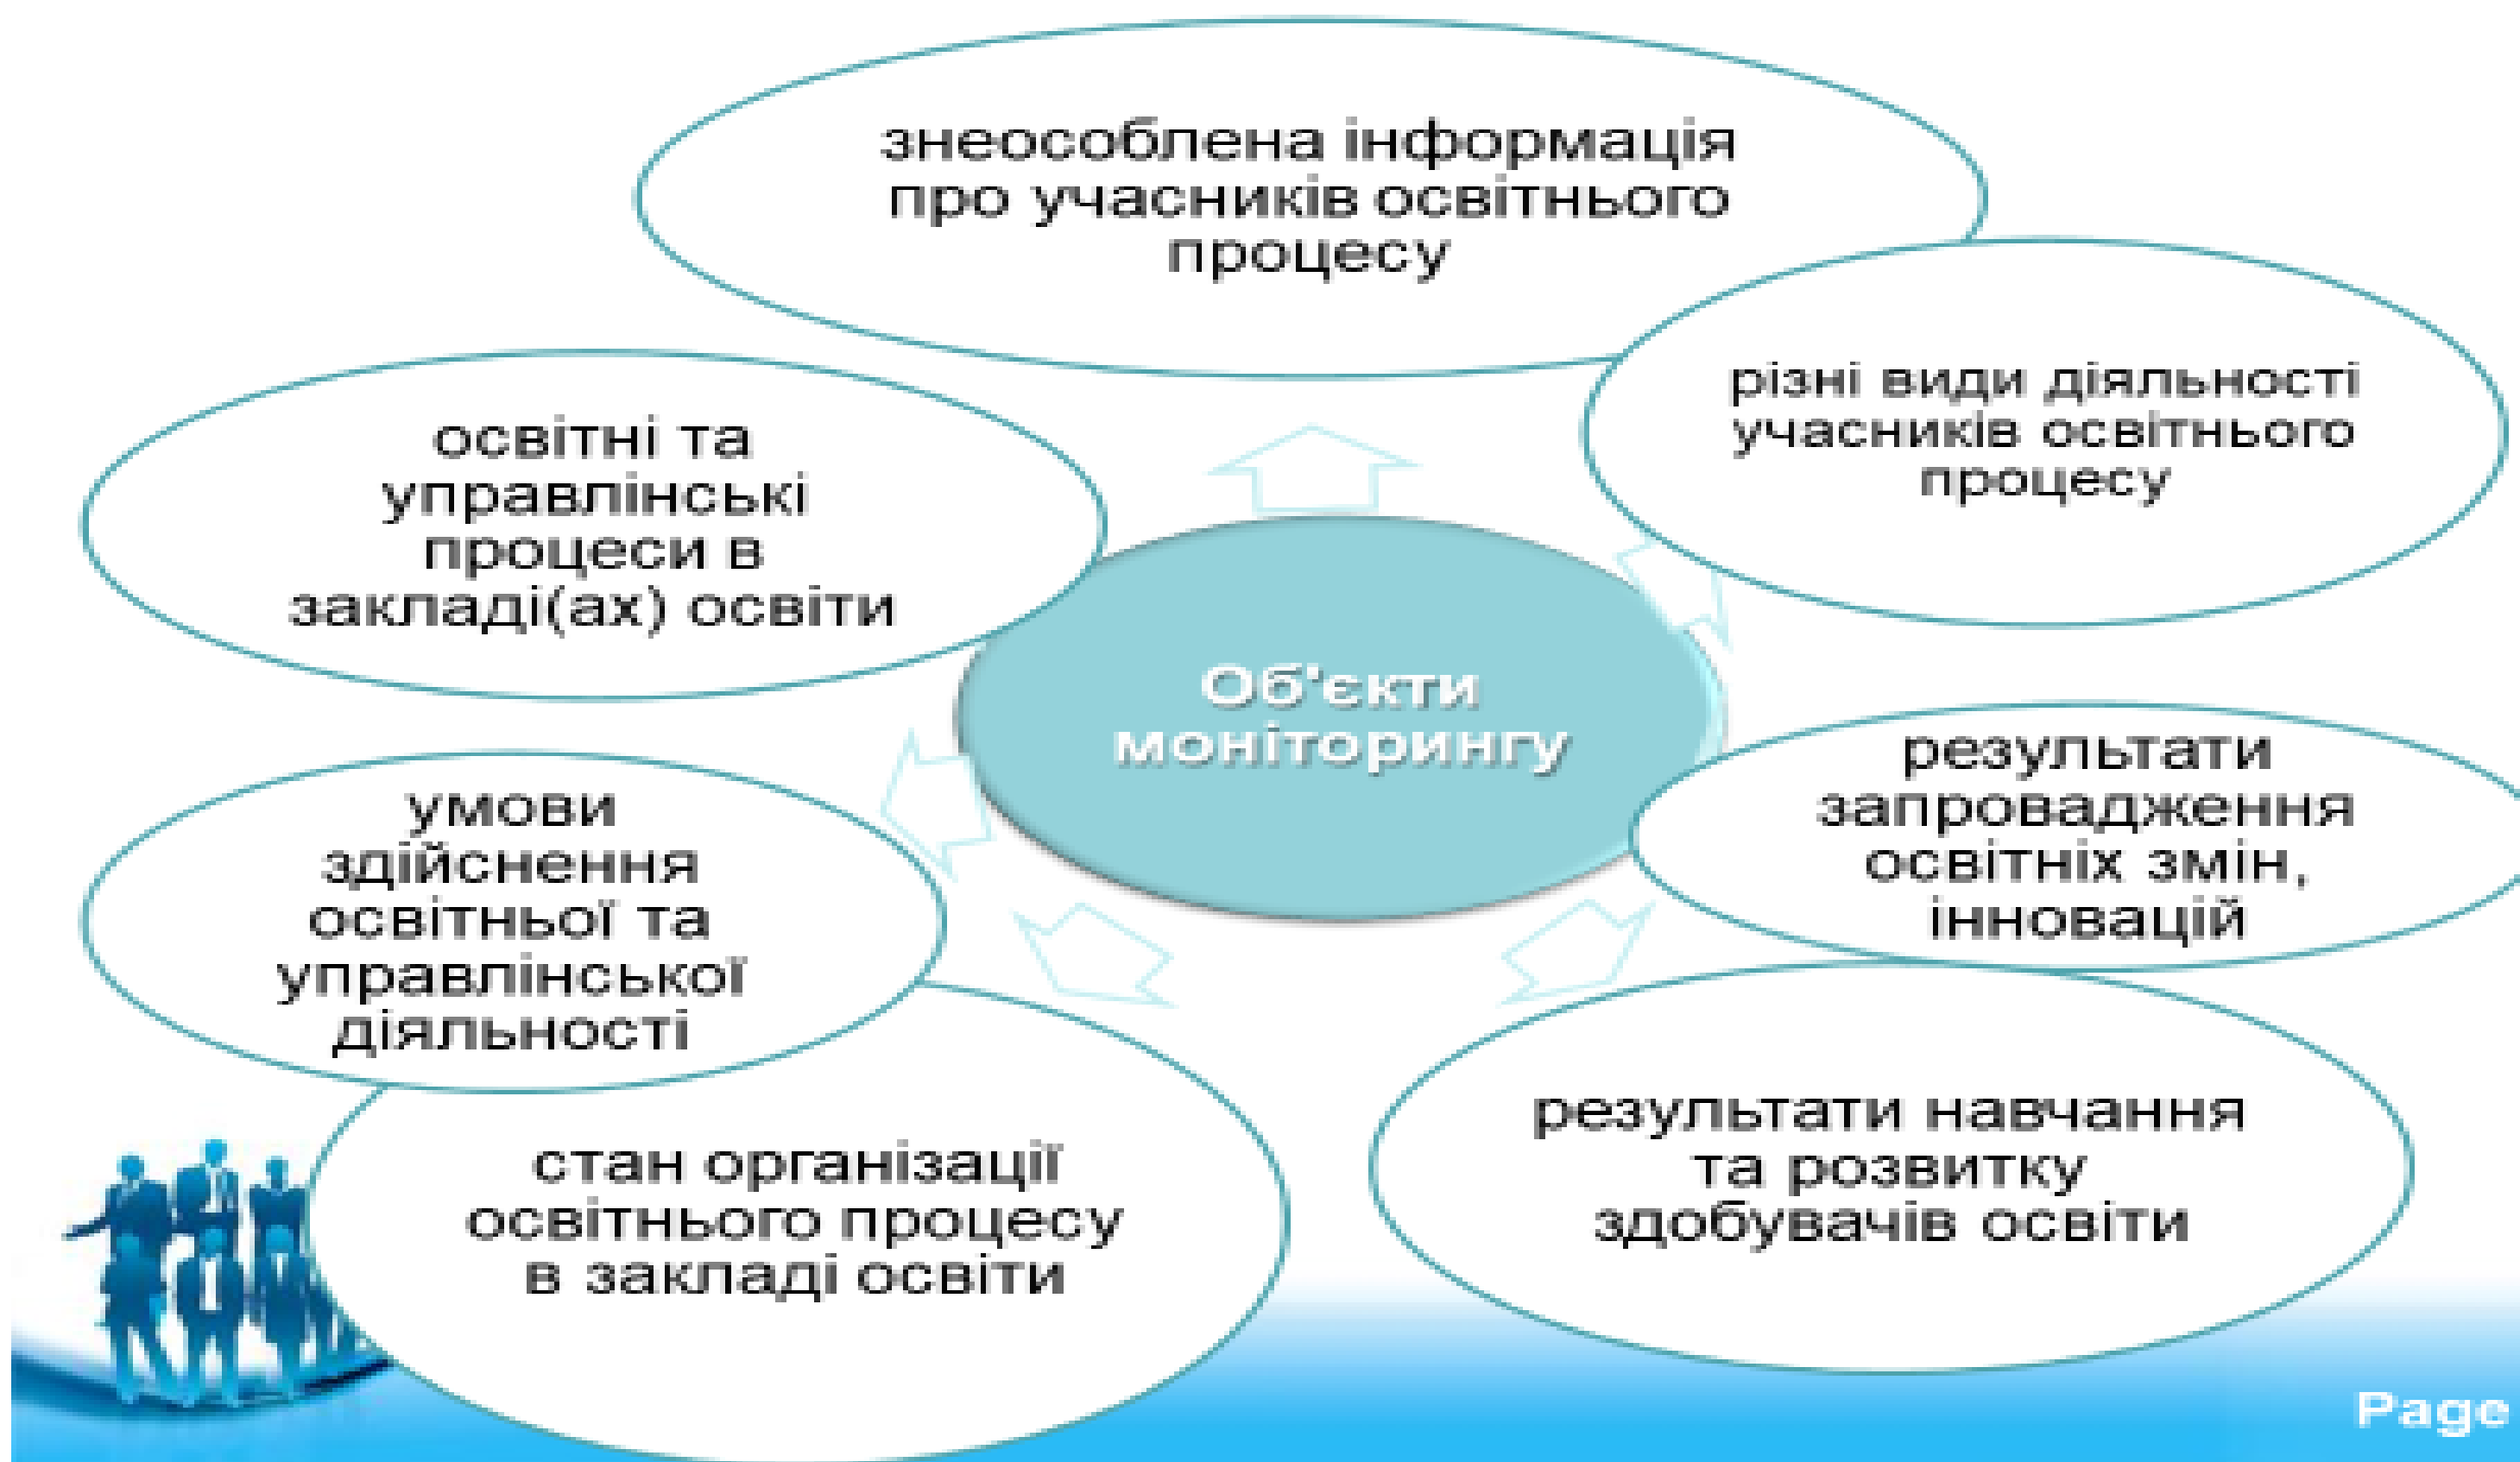 знеособлена інформація
про учасників освітнього
процесу
різні види діяльності
учасників освітнього
процесу
освітні та
управлінські
процеси в
закладі(ах) освіти
Об'єкти
моніторингу
результати
запровадження
освітніх змін,
інновацій
умови
здійснення
освітньої та
управлінської
діяльності
стан організації
освітнього процесу
в закладі освіти
результати навчання
та розвитку
здобувачів освіти
Page